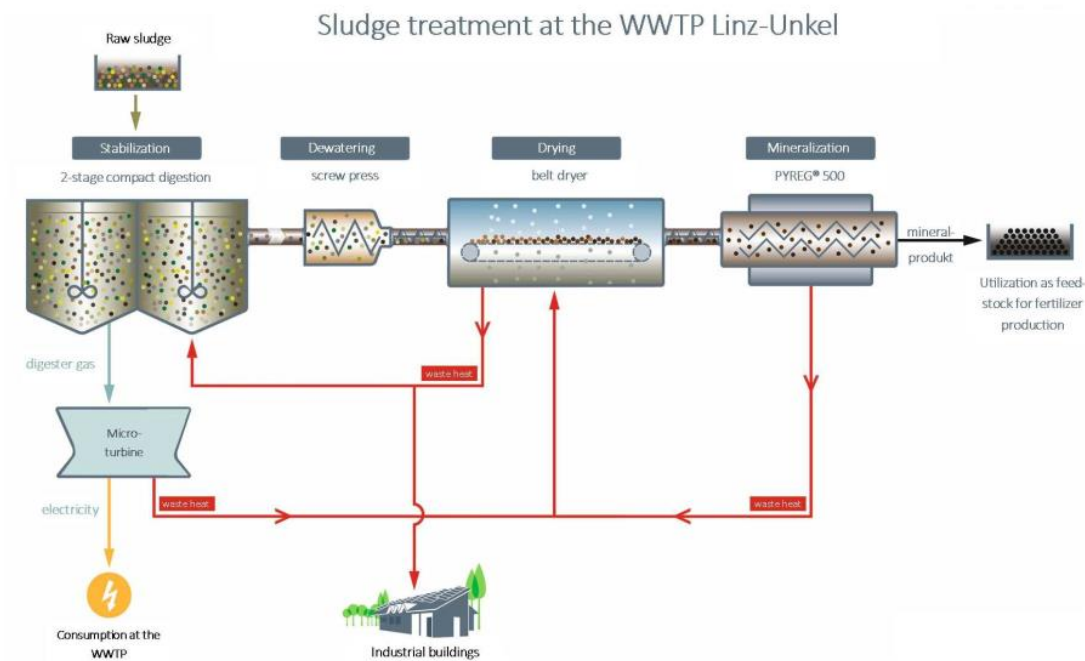 Sludge treatment at the WWTP Linz-Unkel
Raw sludge
Stabilization
2-stage compact digestion
Dewatering
screw press
Drying
belt dryer
Mineralization
PYREG® 500
mineral-
produkt
Utilization as feed-
stock for fertilizer
production
digester gas
waste heat
Micro-
turbine
electricity
waste heat
waste heat
Consumption at the
WWTP
Industrial buildings